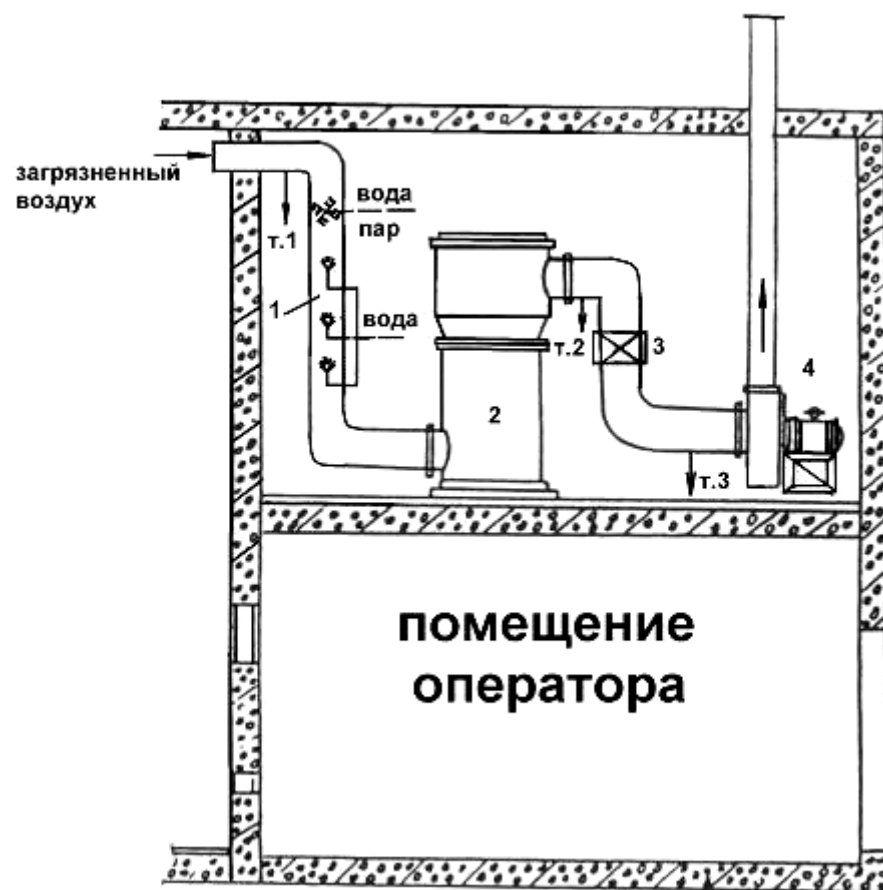 загрязненный
воздух
т.1
вода
пар
1
вода
2
т.2
3
4
т.3
помещение
оператора